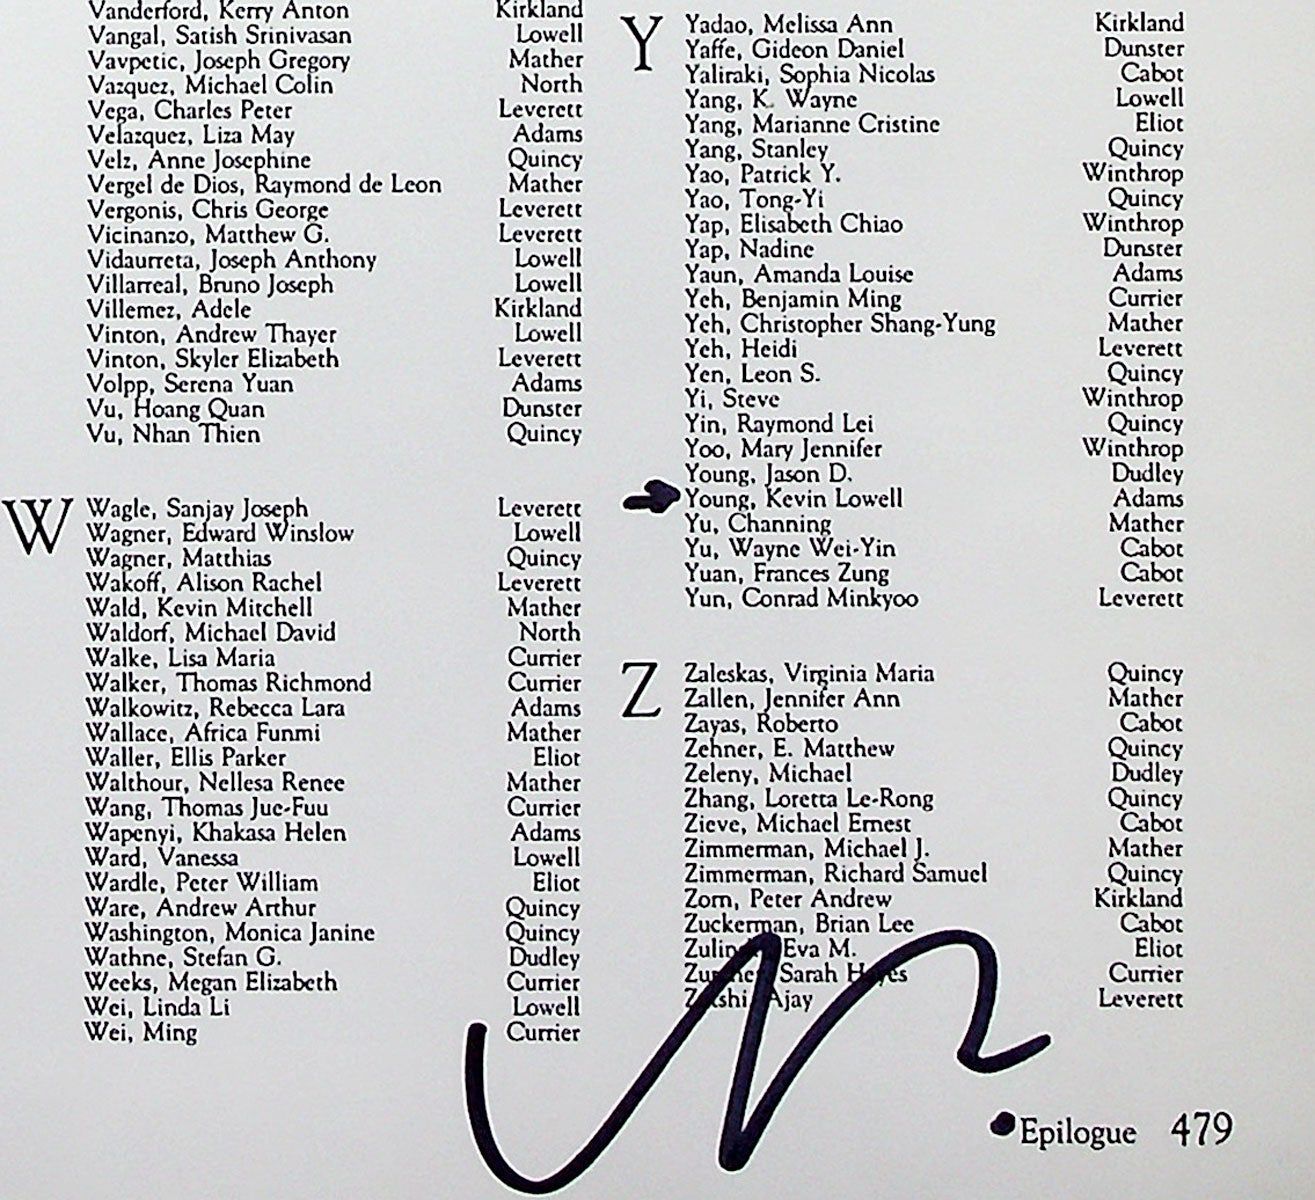 Vanderford, Kerry Anton Kirkland
Vangal, Satish Srinivasan Lowell
Vavpetic, Joseph Gregory Mather
Vazquez, Michael Colin North
Vega, Charles Peter Leverett
Velazquez, Liza May Adams
Velz, Anne Josephine Quincy
Vergel de Dios, Raymond de Leon Mather
Vergonis, Chris George Leverett
Vicinanzo, Matthew G. Leverett
Vidaurreta, Joseph Anthony Lowell
Villarreal, Bruno Joseph Lowell
Villemez, Adele Kirkland
Vinton, Andrew Thayer Lowell
Vinton, Skyler Elizabeth Leverett
Volpp, Serena Yuan Adams
Vu, Hoang Quan Dunster
Vu, Nhan Thien Quincy
W
Wagle, Sanjay Joseph Leverett
Wagner, Edward Winslow Lowell
Wagner, Matthias Quincy
Wakoff, Alison Rachel Leverett
Wald, Kevin Mitchell Mather
Waldorf, Michael David North
Walke, Lisa Maria Currier
Walker, Thomas Richmond Currier
Walkowitz, Rebecca Lara Adams
Wallace, Africa Funmi Mather
Waller, Ellis Parker Eliot
Walthour, Nellesa Renee Mather
Wang, Thomas Jue-Fuu Currier
Wapenyi, Khakasa Helen Adams
Ward, Vanessa Lowell
Wardle, Peter William Eliot
Ware, Andrew Arthur Quincy
Washington, Monica Janine Quincy
Wathne, Stefan G. Dudley
Weeks, Megan Elizabeth Currier
Wei, Linda Li Lowell
Wei, Ming Currier
Y
Yadao, Melissa Ann Kirkland
Yaffe, Gideon Daniel Dunster
Yaliraki, Sophia Nicolas Cabot
Yang, K. Wayne Lowell
Yang, Marianne Cristine Eliot
Yang, Stanley Quincy
Yao, Patrick Y. Winthrop
Yao, Tong-Yi Quincy
Yap, Elisabeth Chiao Winthrop
Yap, Nadine Dunster
Yaun, Amanda Louise Adams
Yeh, Benjamin Ming Currier
Yeh, Christopher Shang-Yung Mather
Yeh, Heidi Leverett
Yen, Leon S. Quincy
Yi, Steve Winthrop
Yin, Raymond Lei Quincy
Yoo, Mary Jennifer Winthrop
Young, Jason D. Dudley
Young, Kevin Lowell Adams
Yu, Channing Mather
Yu, Wayne Wei-Yin Cabot
Yuan, Frances Zung Cabot
Yun, Conrad Minkyoo Leverett
Z
Zaleskas, Virginia Maria Quincy
Zallen, Jennifer Ann Mather
Zayas, Roberto Cabot
Zehner, E. Matthew Quincy
Zeleny, Michael Dudley
Zhang, Loretta Le-Rong Quincy
Zieve, Michael Ernest Cabot
Zimmerman, Michael J. Mather
Zimmerman, Richard Samuel Quincy
Zorn, Peter Andrew Kirkland
Zuckerman, Brian Lee Cabot
Eva M. Eliot
Sarah Currier
Ajay Leverett
Epilogue 479